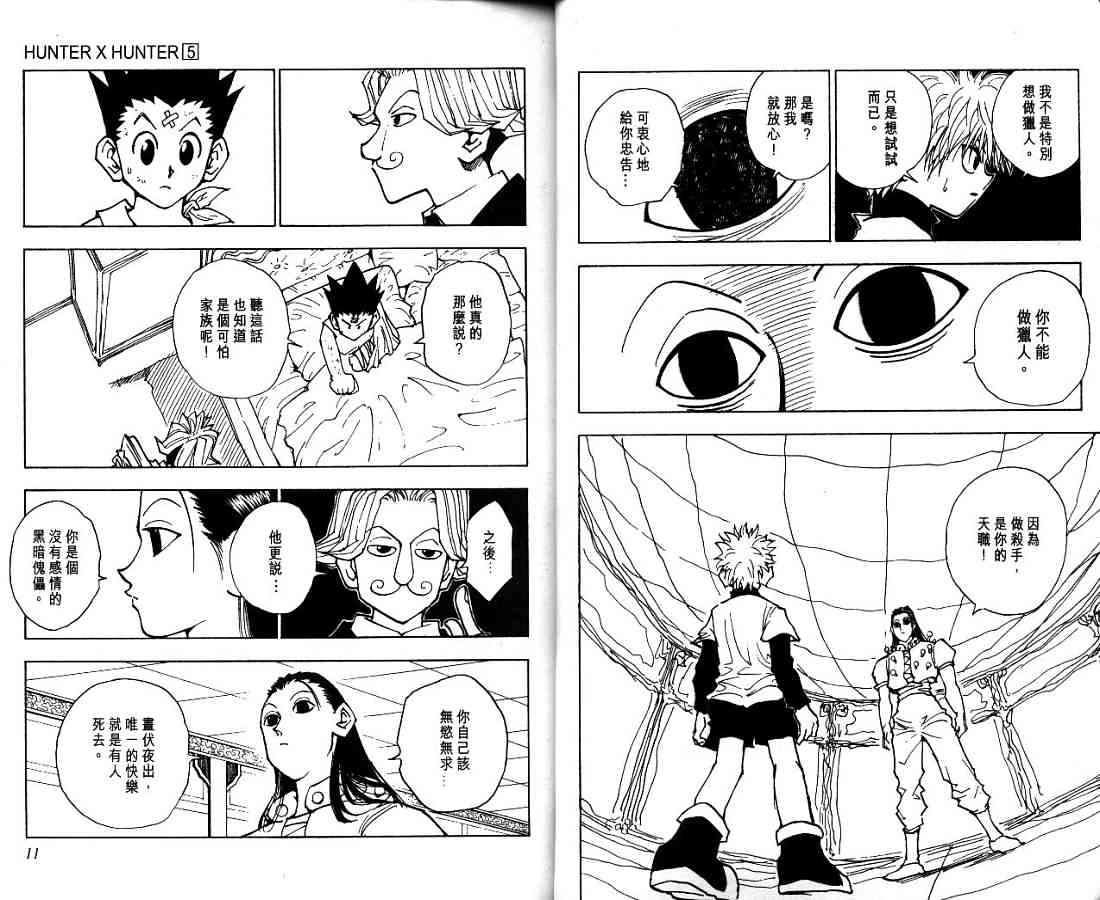 我不是特別
想做獵人。
只是想試試
而已。
是嗎?
那我
就放心!
可衷心地
給你忠告…
你不能
做獵人。
因為
做殺手,
是你的
天職!
HUNTER X HUNTER 5
他真的
那麼説?
聽這話
也知道
是個可怕
家族呢!
之後…
他更説…
你是個
沒有感情的
黑暗傀儡。
你自己該
無慾無求…
晝伏夜出,
唯一的快樂
就是有人
死去。
11